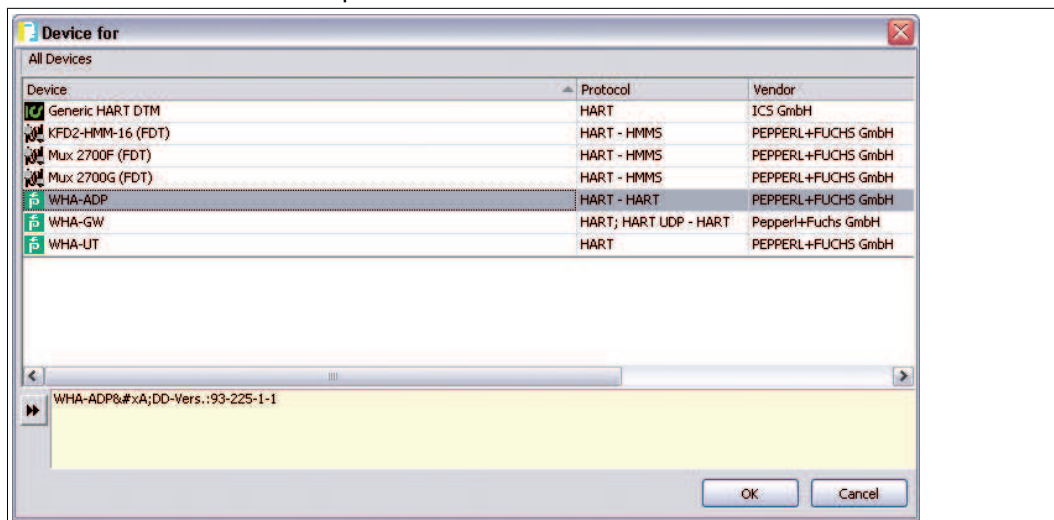 Device for
All Devices
Device Protocol Vendor
Generic HART DTM HART ICS GmbH
KFD2-HMM-16 (FDT) HART - HMMS PEPPERL+FUCHS GmbH
Mux 2700F (FDT) HART - HMMS PEPPERL+FUCHS GmbH
Mux 2700G (FDT) HART - HMMS PEPPERL+FUCHS GmbH
WHA-ADP HART - HART PEPPERL+FUCHS GmbH
WHA-GW HART; HART UDP - HART Pepperl+Fuchs GmbH
WHA-UT HART PEPPERL+FUCHS GmbH
WHA-ADP&#xA;DD-Vers.:93-225-1-1
OK Cancel